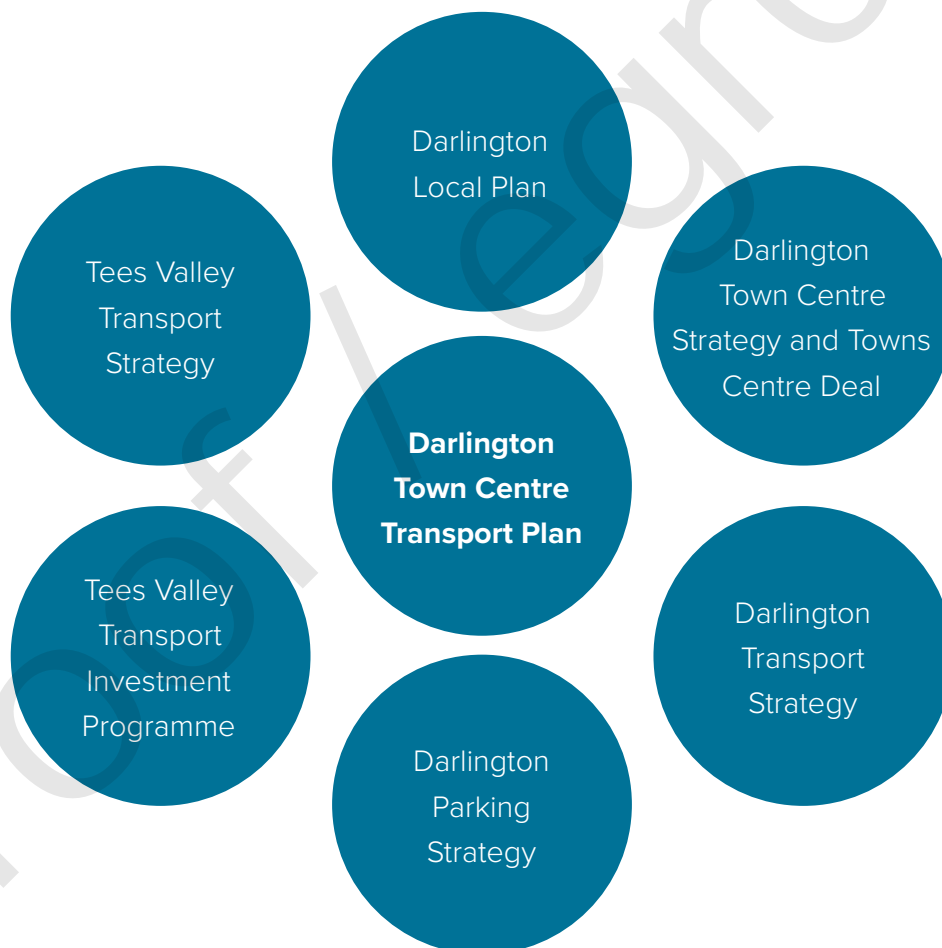 Darlington
Local Plan
Tees Valley
Transport
Strategy
Darlington
Town Centre
Strategy and Towns
Centre Deal
Darlington
Town Centre
Transport Plan
Tees Valley
Transport
Investment
Programme
Darlington
Transport
Strategy
Darlington
Parking
Strategy